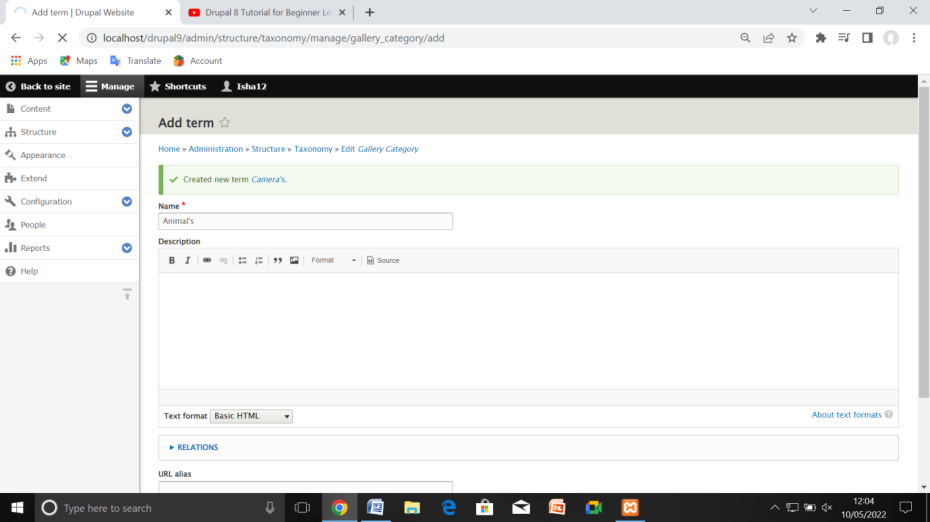 Add term | Drupal Website
Drupal 8 Tutorial for Beginner Le
localhost/drupal9/admin/structure/taxonomy/manage/gallery_category/add
Apps Maps Translate Account
Back to site Manage Shortcuts Isha12
Content
Structure
Appearance
Extend
Configuration
People
Reports
Help
Add term
Home » Administration » Structure » Taxonomy » Edit Gallery Category
Created new term Camera's.
Name *
Animal's
Description
B I Format Source
Text format Basic HTML About text formats
RELATIONS
URL alias
Type here to search
12:04
10/05/2022